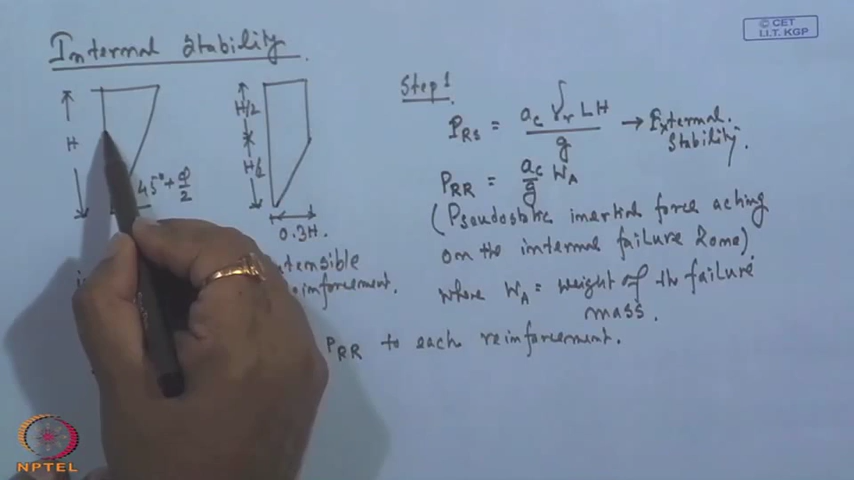 © CET
I.I.T. KGP
Internal Stability.
H
45° + φ/2
H/2
H/2
0.3H.
Step 1
P_RS = a_c γ_r L H / g → External Stability.
P_RR = a_c/g W_A
(Pseudostatic inertial force acting
on the internal failure zone)
where W_A = weight of the failure
mass.
reinforcement.
P_RR to each reinforcement.
NPTEL